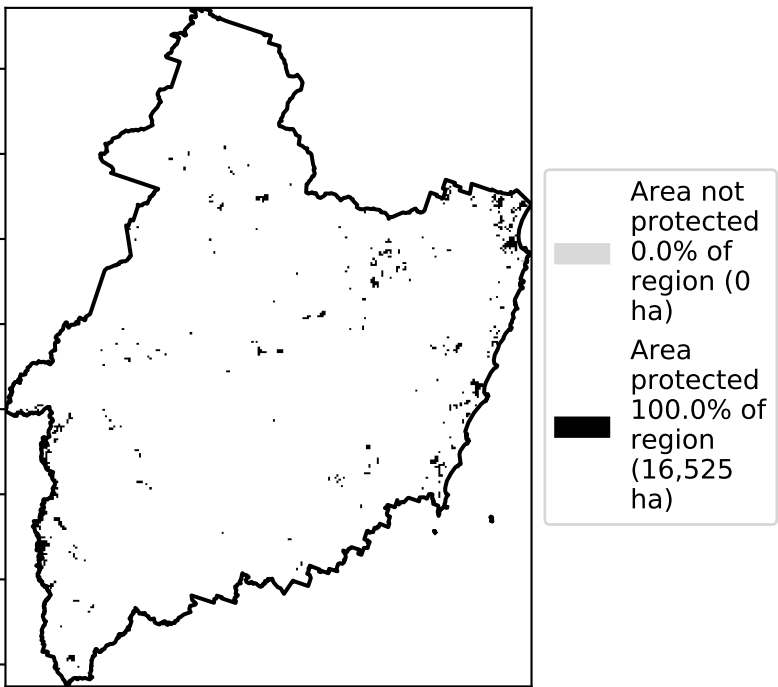 Area not
protected
0.0% of
region (0
ha)
Area
protected
100.0% of
region
(16,525
ha)